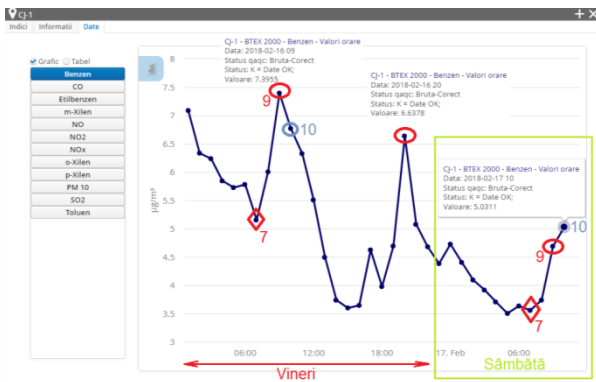 CJ-1
Indici Informatii Date
Grafic Tabel
Benzen
CO
Etilbenzen
m-Xilen
NO
NO2
NOx
o-Xilen
p-Xilen
PM 10
SO2
Toluen
CJ-1 - BTEX 2000 - Benzen - Valori orare
Data: 2018-02-16 09
Status qaqc: Bruta-Corect
Status: K = Date OK;
Valoare: 7.3955
CJ-1 - BTEX 2000 - Benzen - Valori orare
Data: 2018-02-16 20
Status qaqc: Bruta-Corect
Status: K = Date OK;
Valoare: 6.6378
CJ-1 - BTEX 2000 - Benzen - Valori orare
Data: 2018-02-17 10
Status qaqc: Bruta-Corect
Status: K = Date OK;
Valoare: 5.0311
µg/m³
8
7.5
7
6.5
6
5.5
5
4.5
4
3.5
3
9
10
7
10
9
7
06:00 12:00 18:00 17. Feb 06:00
Vineri
Sâmbătă